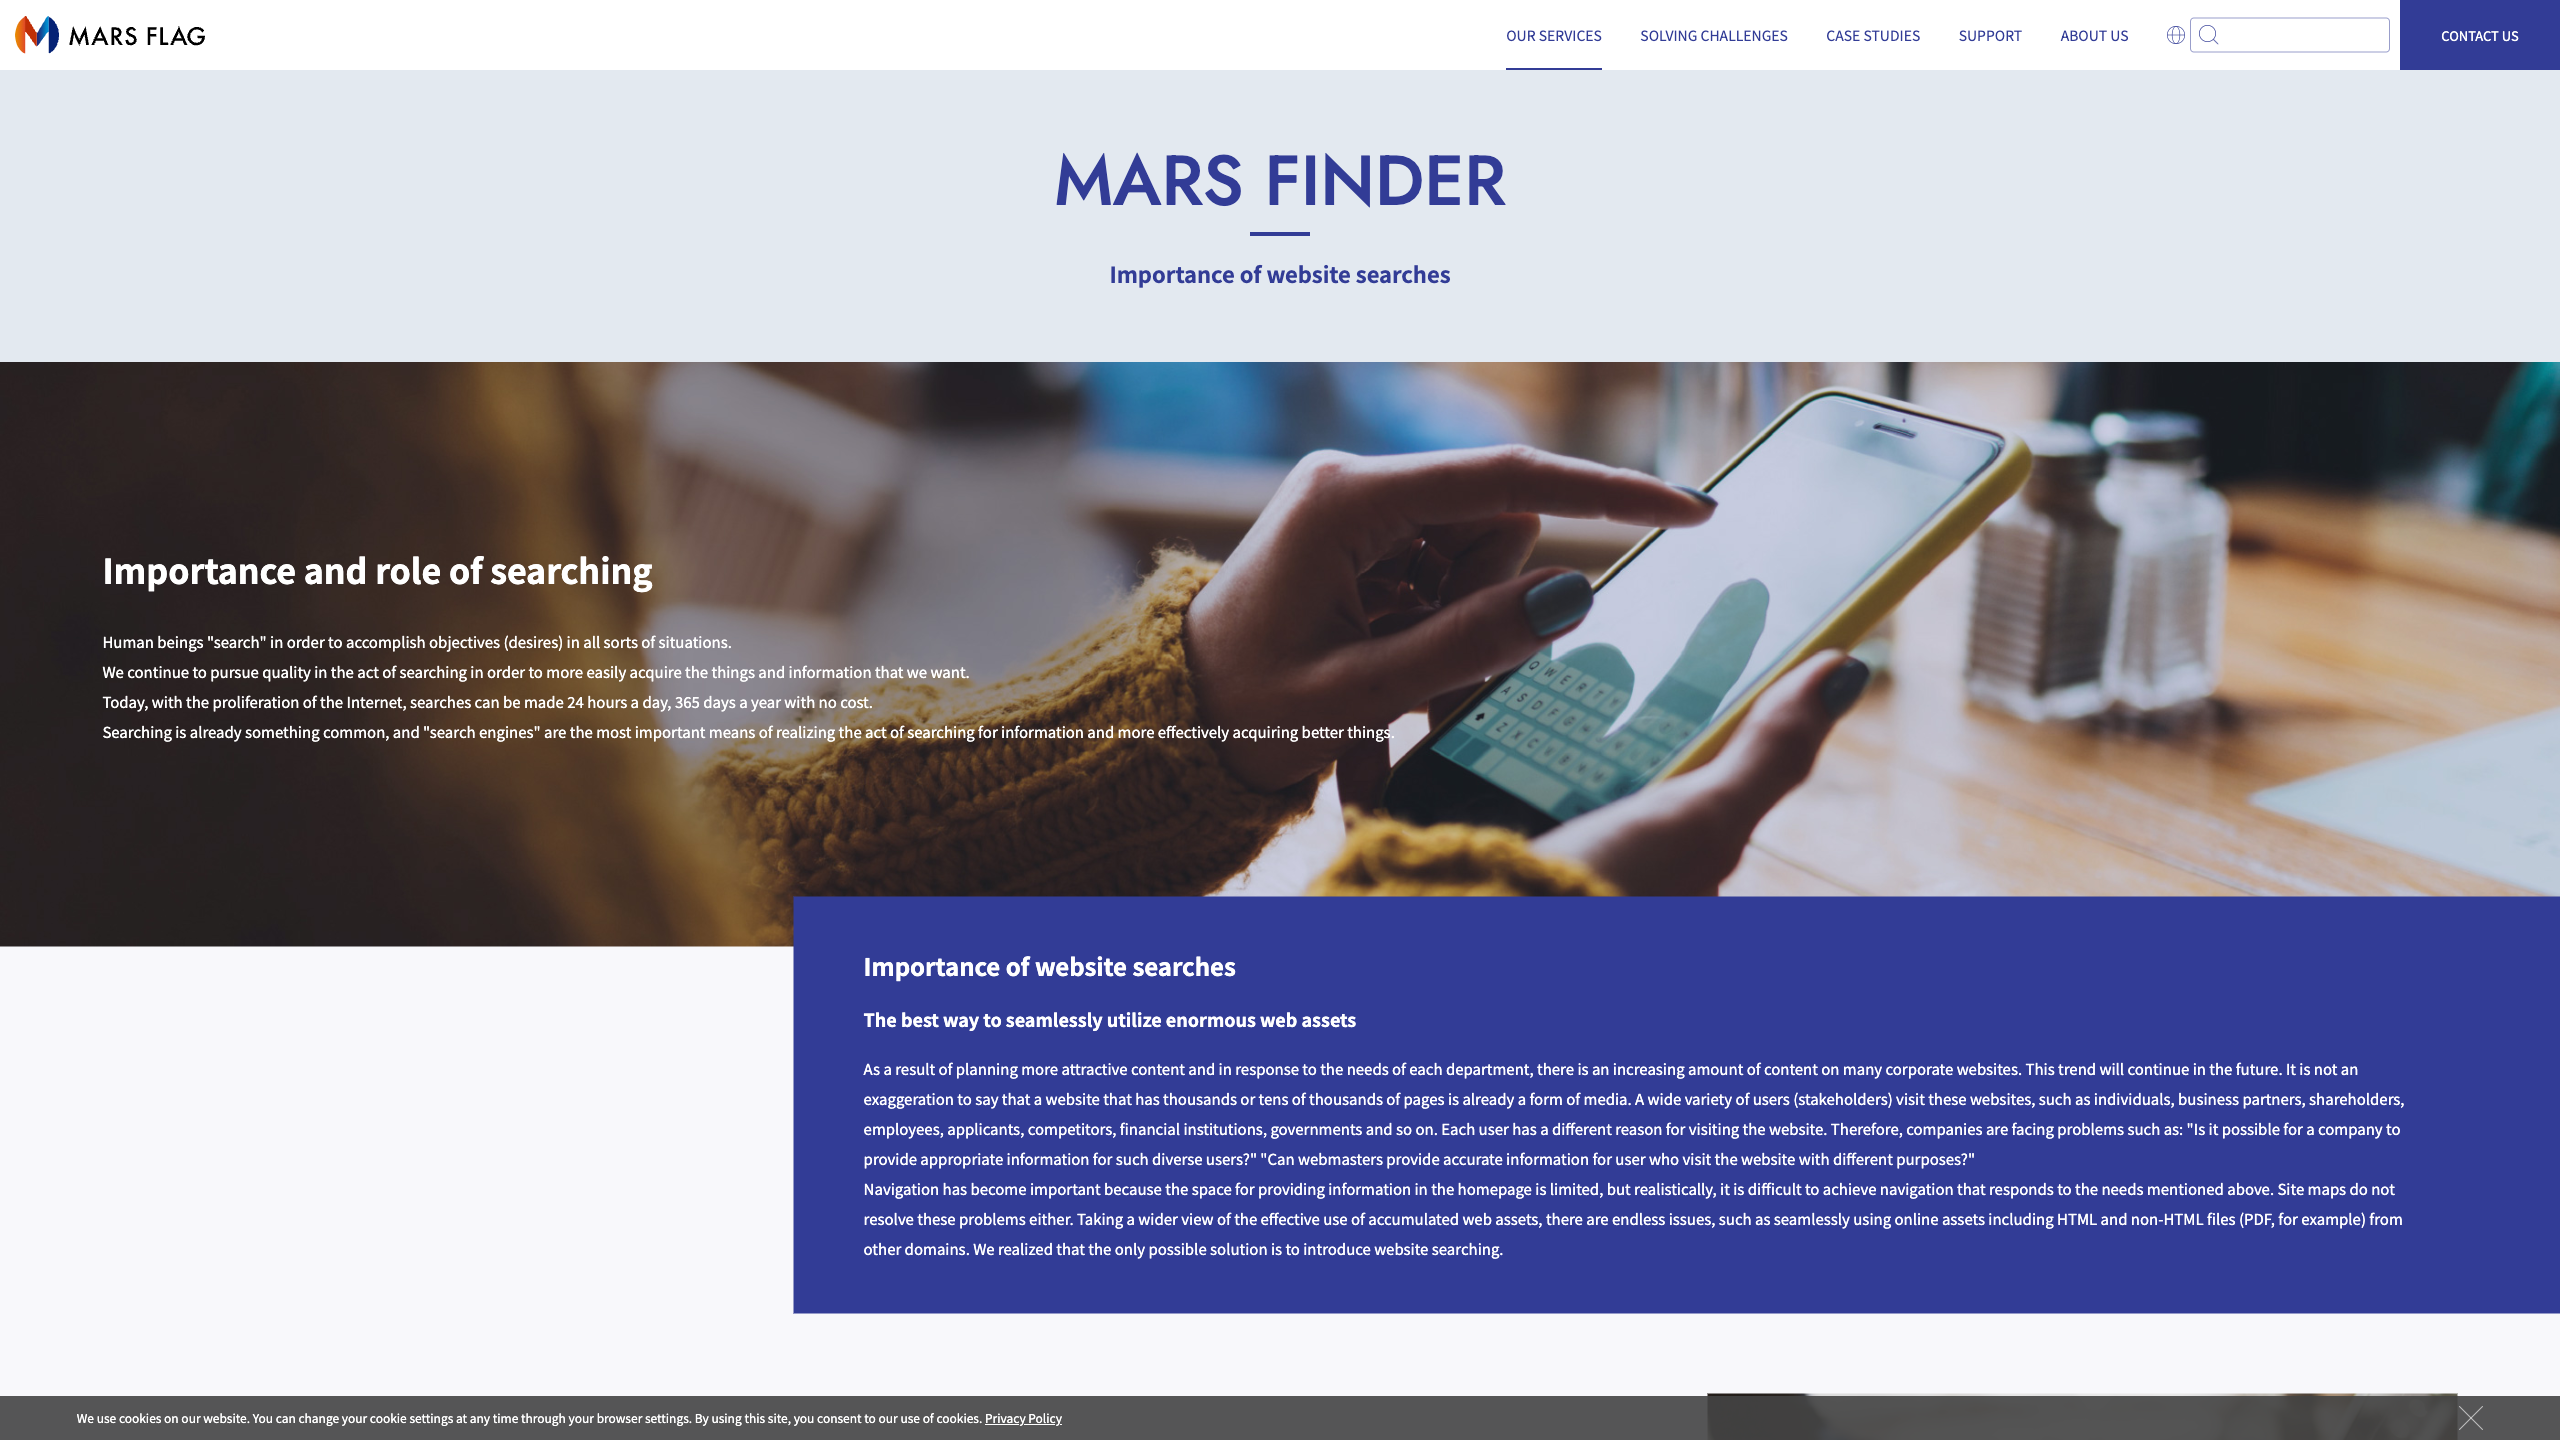 MARS FLAG
OUR SERVICES
SOLVING CHALLENGES
CASE STUDIES
SUPPORT
ABOUT US
CONTACT US
MARS FINDER
Importance of website searches
Importance and role of searching
Human beings "search" in order to accomplish objectives (desires) in all sorts of situations.
We continue to pursue quality in the act of searching in order to more easily acquire the things and information that we want.
Today, with the proliferation of the Internet, searches can be made 24 hours a day, 365 days a year with no cost.
Searching is already something common, and "search engines" are the most important means of realizing the act of searching for information and more effectively acquiring better things.
Importance of website searches
The best way to seamlessly utilize enormous web assets
As a result of planning more attractive content and in response to the needs of each department, there is an increasing amount of content on many corporate websites. This trend will continue in the future. It is not an
exaggeration to say that a website that has thousands or tens of thousands of pages is already a form of media. A wide variety of users (stakeholders) visit these websites, such as individuals, business partners, shareholders,
employees, applicants, competitors, financial institutions, governments and so on. Each user has a different reason for visiting the website. Therefore, companies are facing problems such as: "Is it possible for a company to
provide appropriate information for such diverse users?" "Can webmasters provide accurate information for user who visit the website with different purposes?"
Navigation has become important because the space for providing information in the homepage is limited, but realistically, it is difficult to achieve navigation that responds to the needs mentioned above. Site maps do not
resolve these problems either. Taking a wider view of the effective use of accumulated web assets, there are endless issues, such as seamlessly using online assets including HTML and non-HTML files (PDF, for example) from
other domains. We realized that the only possible solution is to introduce website searching.
We use cookies on our website. You can change your cookie settings at any time through your browser settings. By using this site, you consent to our use of cookies. Privacy Policy